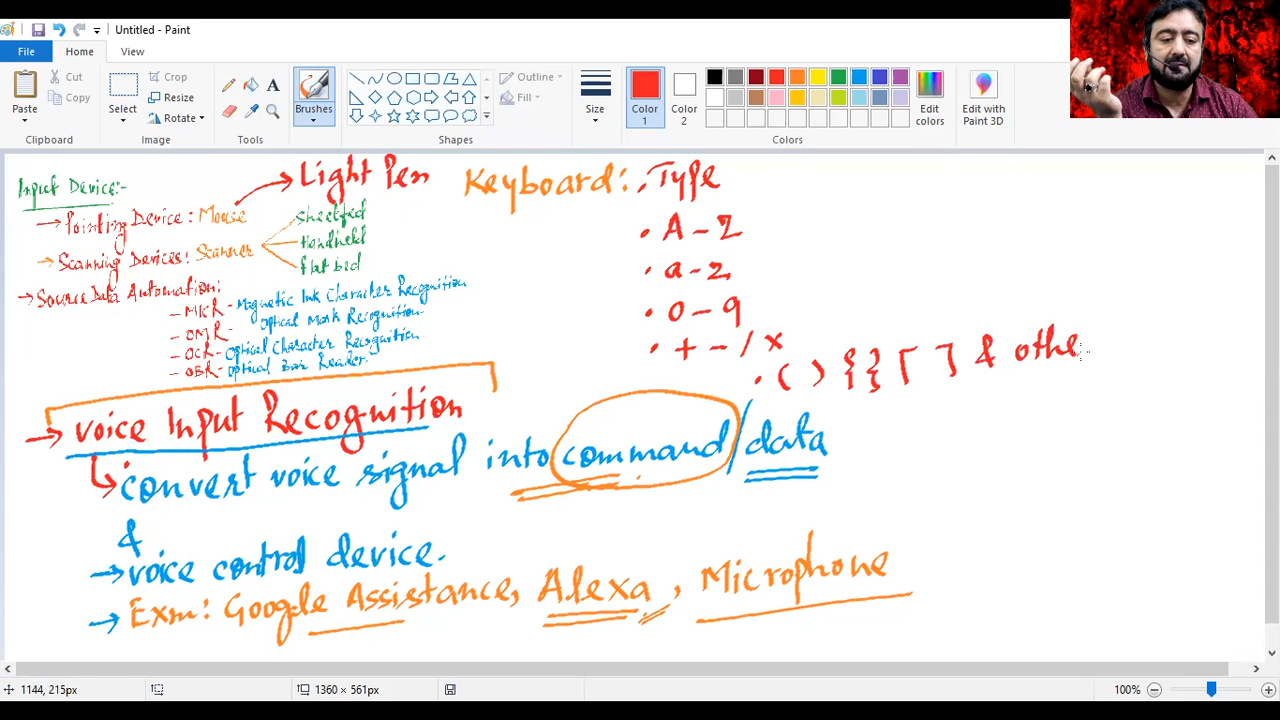 Untitled - Paint
File Home View
Paste
Cut
Copy
Clipboard
Select
Crop
Resize
Rotate
Image
A
Tools
Brushes
Shapes
Outline
Fill
Size
Color 1
Color 2
Colors
Edit colors
Edit with Paint 3D
Input Device:-
→ Pointing Device: Mouse
→ Light Pen
→ Scanning Devices: Scanner
Sheetfed
Handheld
flat bed
→ Source Data Automation:
- MICR - Magnetic Ink Character Recognition
- OMR - Optical Mark Recognition
- OCR - Optical Character Recognition
- OBR - Optical Bar Reader
Keyboard: • Type
• A - Z
• a - z
• 0 - 9
• + - / x
• ( ) { } [ ] & othe
→ voice Input Recognition
↳ convert voice signal into command/data
&
→ voice control device.
→ Exm: Google Assistance, Alexa, Microphone
1144, 215px
1360 × 561px
100%